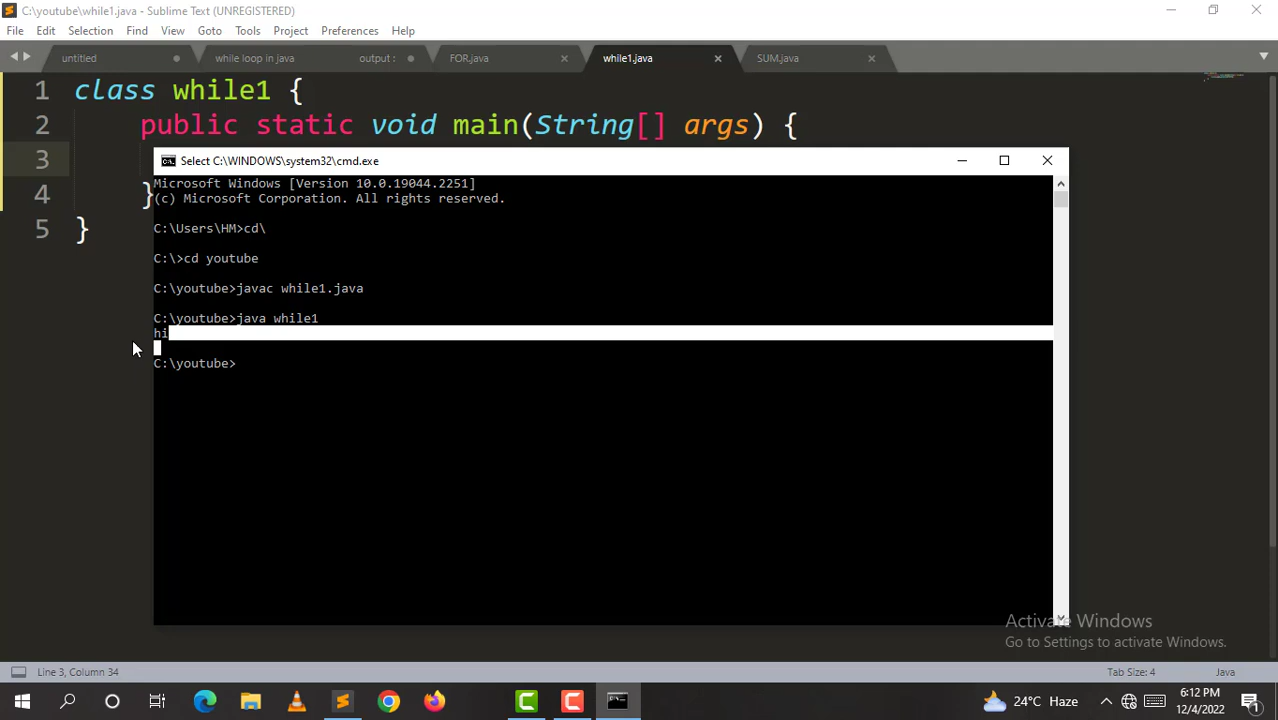 C:\youtube\while1.java - Sublime Text (UNREGISTERED)
File Edit Selection Find View Goto Tools Project Preferences Help
untitled while loop in java output : FOR.java while1.java SUM.java
1 class while1 {
2 public static void main(String[] args) {
3
4 }
5 }
Select C:\WINDOWS\system32\cmd.exe
Microsoft Windows [Version 10.0.19044.2251]
(c) Microsoft Corporation. All rights reserved.
C:\Users\HM>cd\
C:\>cd youtube
C:\youtube>javac while1.java
C:\youtube>java while1
hi
C:\youtube>
Activate Windows
Go to Settings to activate Windows.
Line 3, Column 34 Tab Size: 4 Java
24°C Haze 6:12 PM
12/4/2022
1